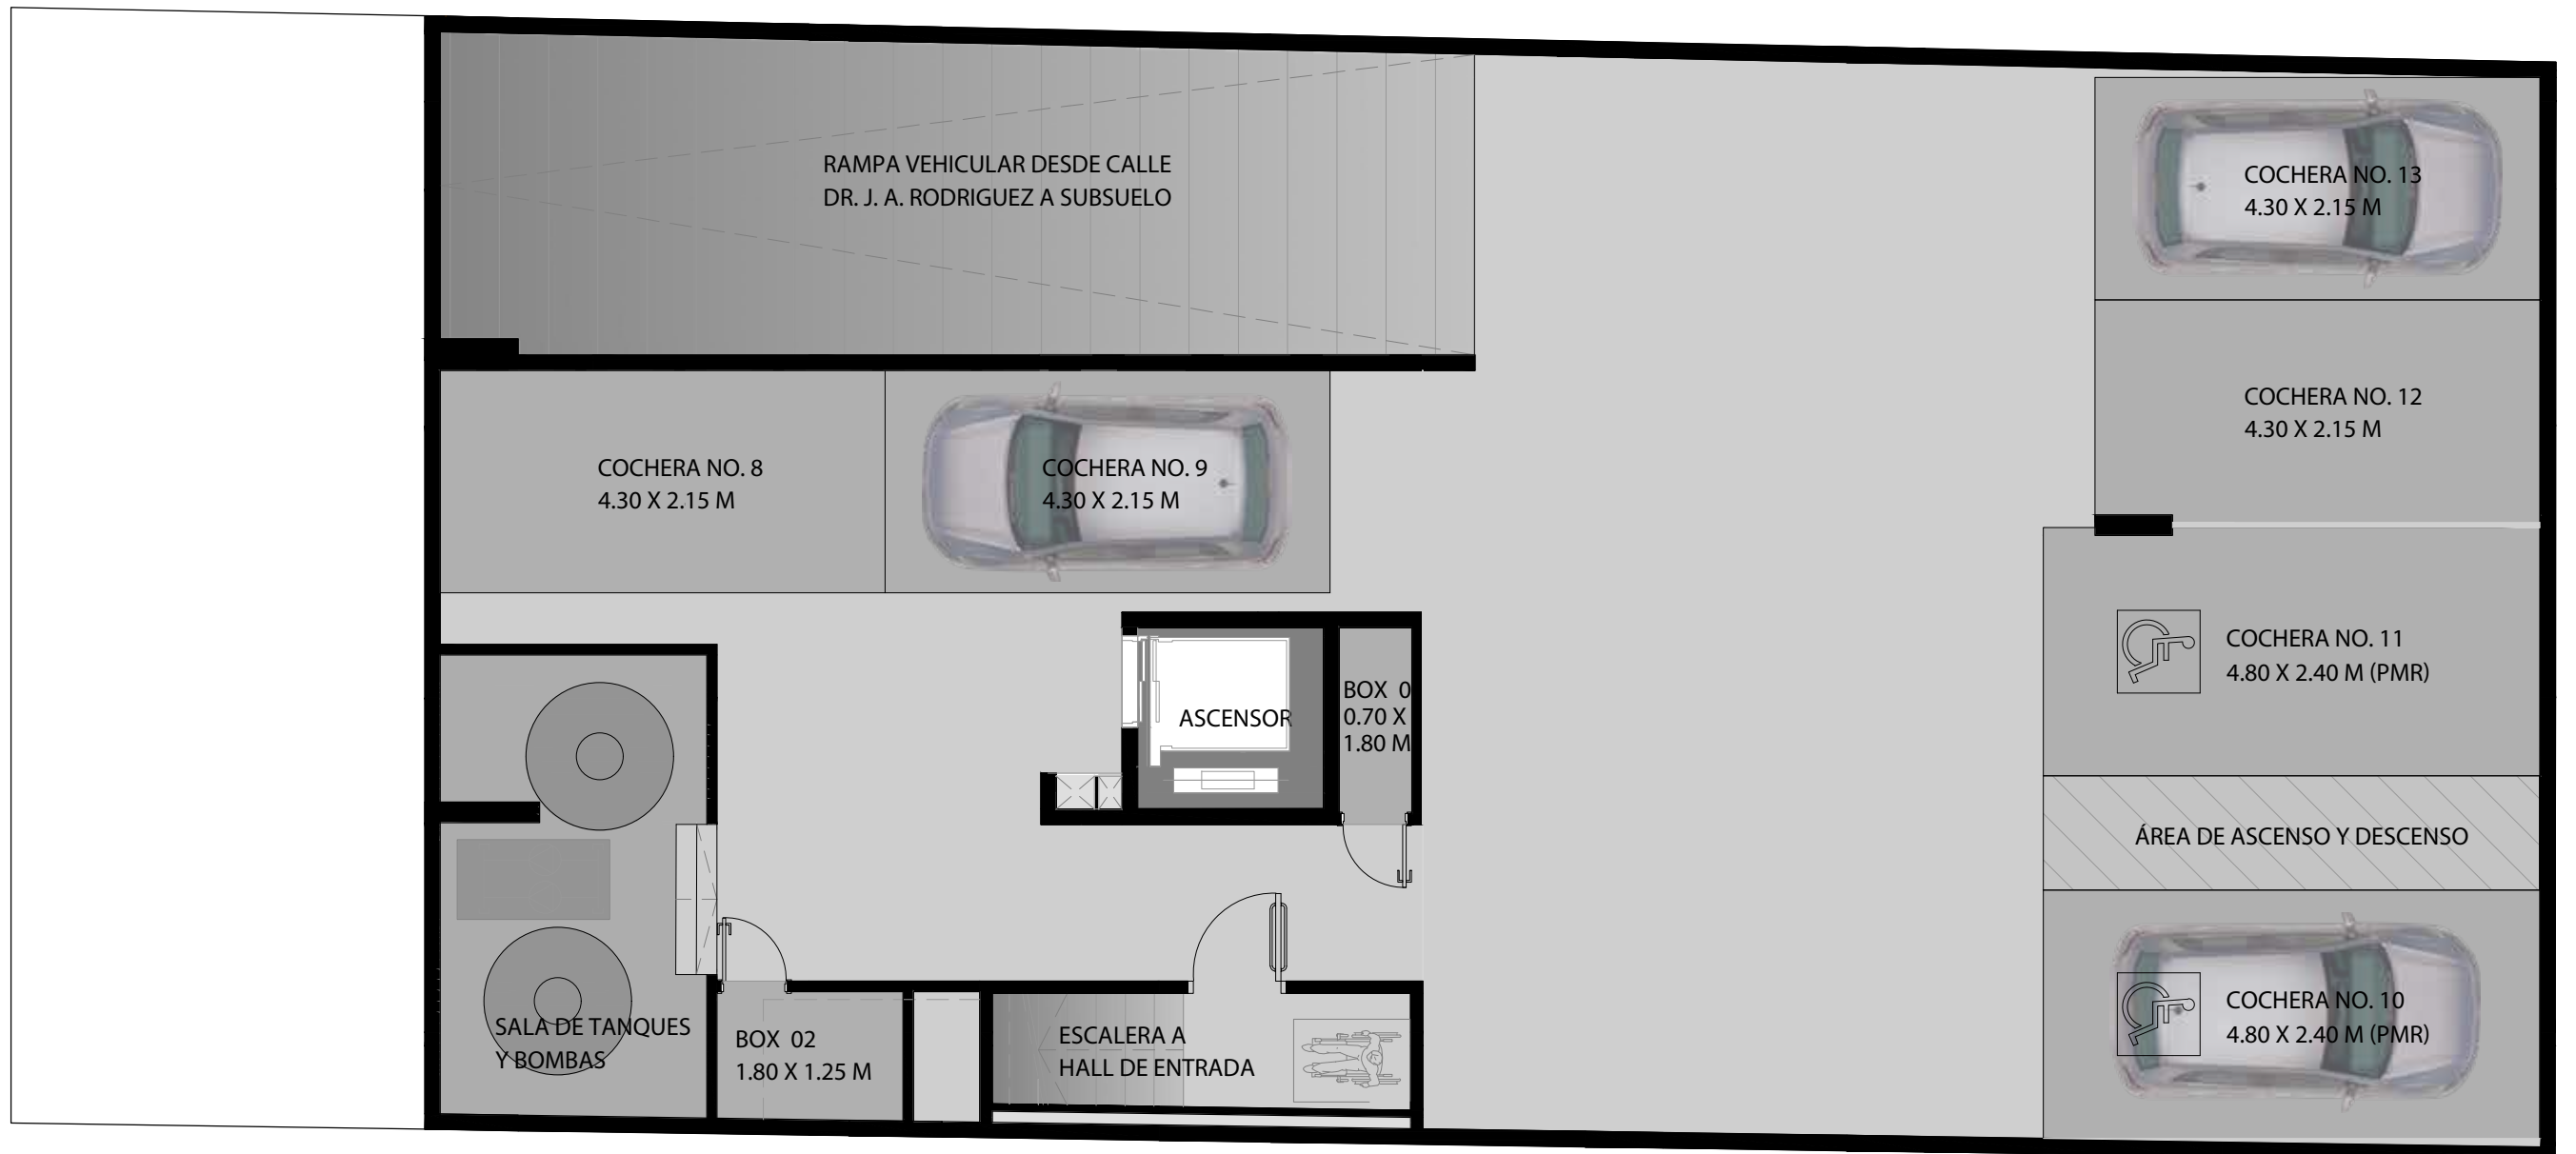 RAMPA VEHICULAR DESDE CALLE
DR. J. A. RODRIGUEZ A SUBSUELO
COCHERA NO. 13
4.30 X 2.15 M
COCHERA NO. 12
4.30 X 2.15 M
COCHERA NO. 8
4.30 X 2.15 M
COCHERA NO. 9
4.30 X 2.15 M
COCHERA NO. 11
4.80 X 2.40 M (PMR)
ASCENSOR
BOX 0
0.70 X
1.80 M
ÁREA DE ASCENSO Y DESCENSO
COCHERA NO. 10
4.80 X 2.40 M (PMR)
SALA DE TANQUES
Y BOMBAS
BOX 02
1.80 X 1.25 M
ESCALERA A
HALL DE ENTRADA